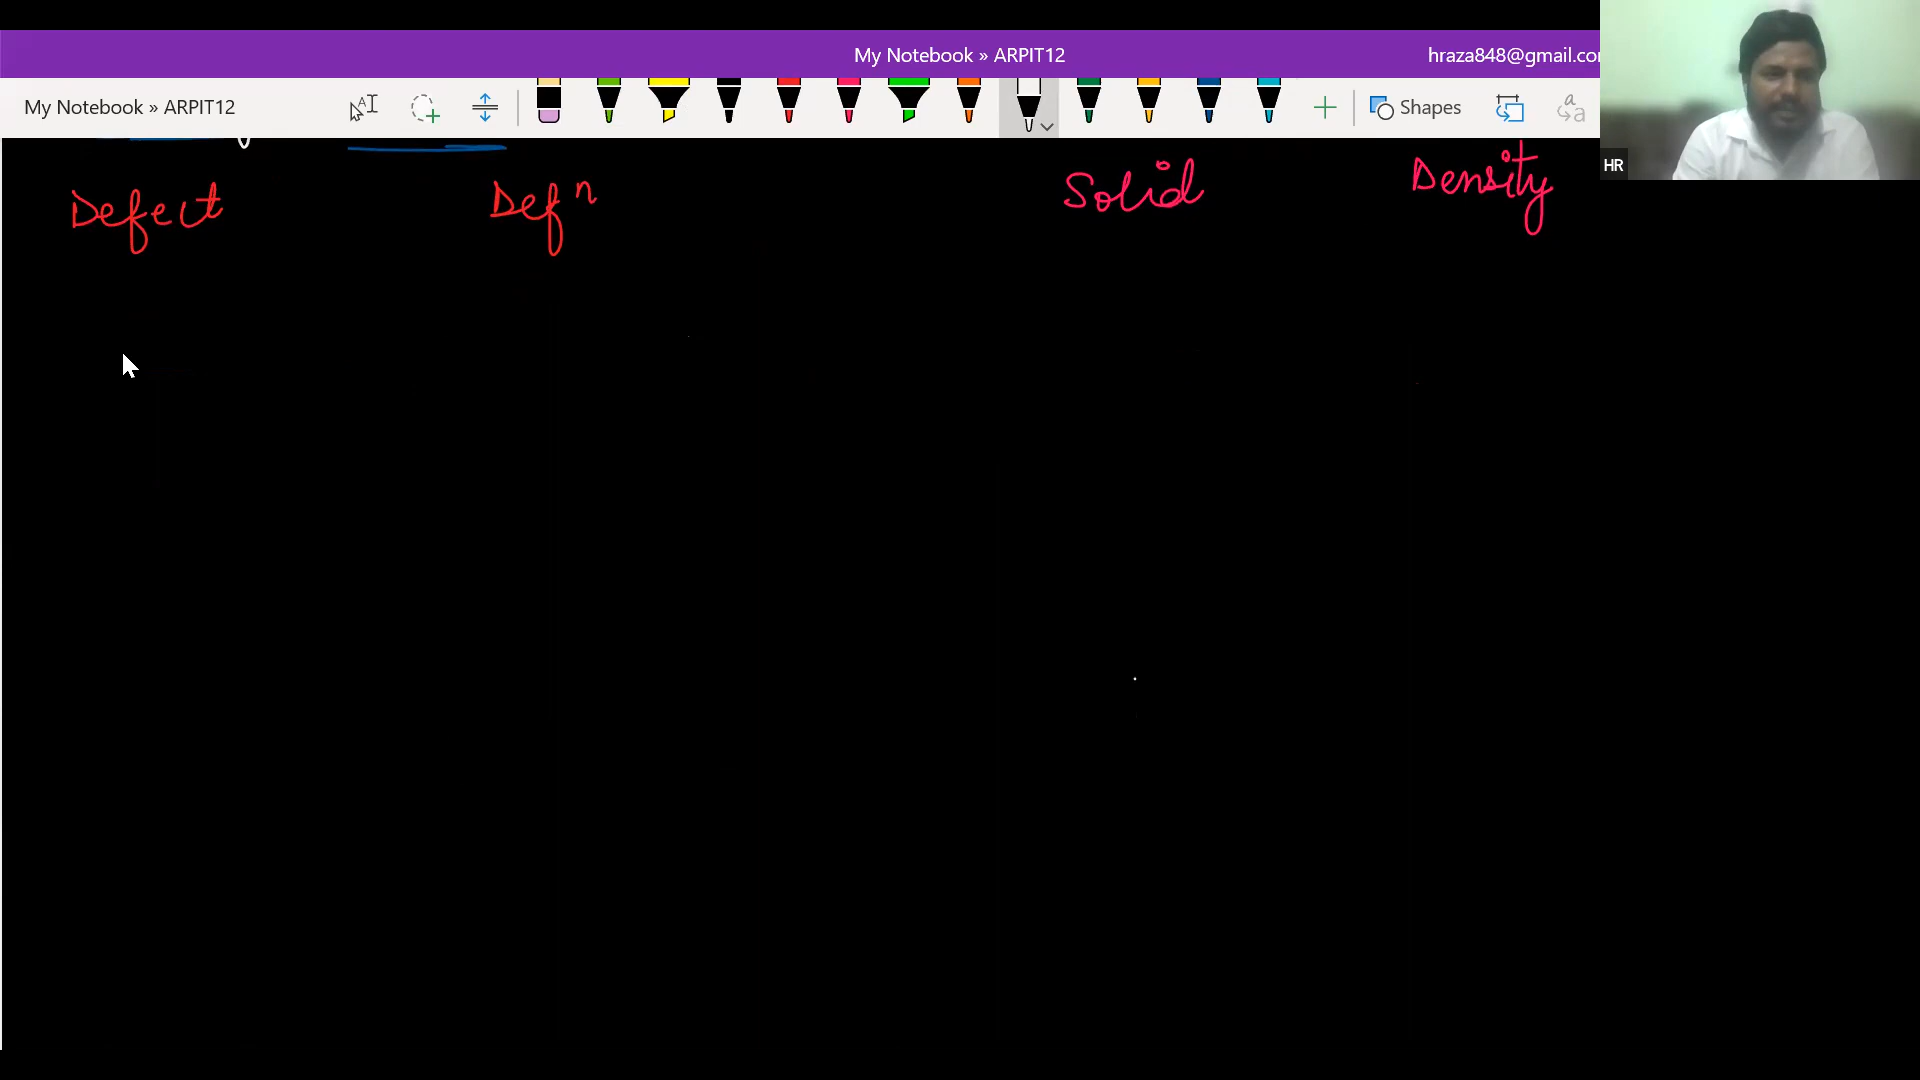 My Notebook » ARPIT12
hraza848@gmail.co
My Notebook » ARPIT12
Shapes
HR
Defect Defⁿ Solid Density